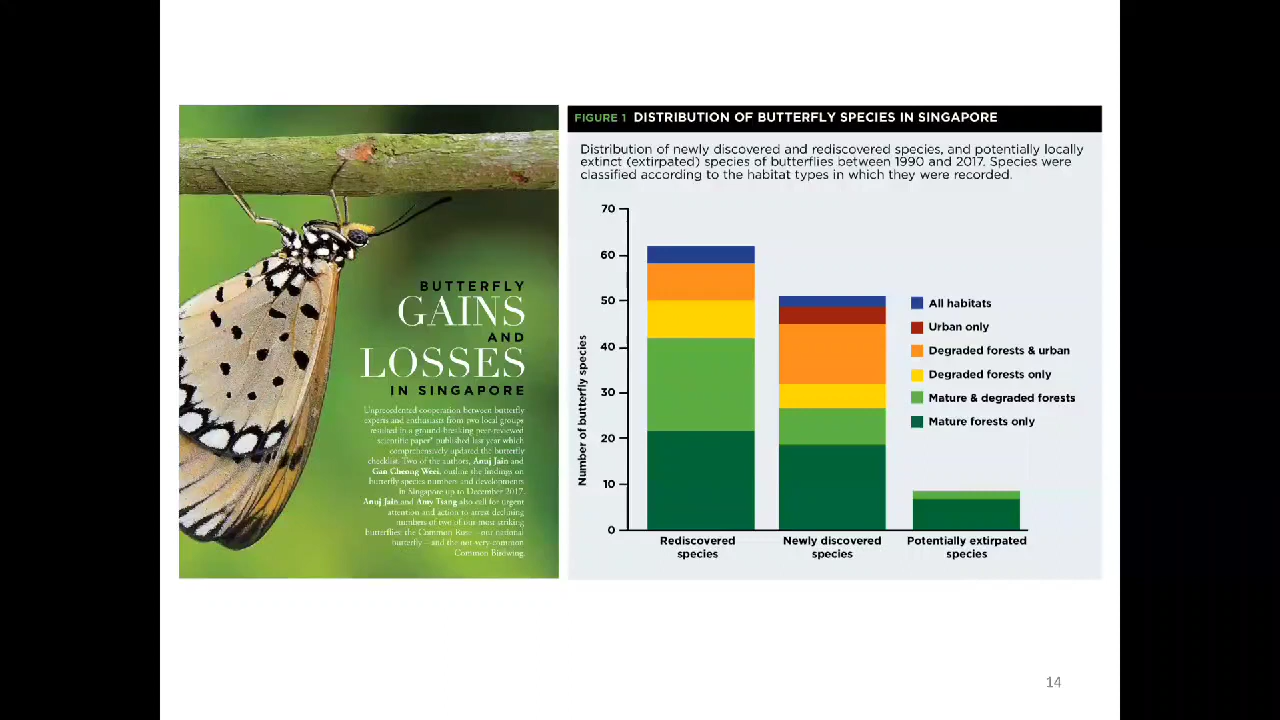 BUTTERFLY
GAINS
AND
LOSSES
IN SINGAPORE
Unprecedented cooperation between butterfly
experts and enthusiasts from two local groups
resulted in a ground-breaking peer-reviewed
scientific paper* published last year which
comprehensively updated the butterfly
checklist. Two of the authors, Anuj Jain and
Gan Cheong Weei, outline the findings on
butterfly species numbers and developments
in Singapore up to December 2017.
Anuj Jain and Amy Tsang also call for urgent
attention and action to arrest declining
numbers of two of our most striking
butterflies: the Common Rose—our national
butterfly—and the not-very-common
Common Birdwing.
FIGURE 1 DISTRIBUTION OF BUTTERFLY SPECIES IN SINGAPORE
Distribution of newly discovered and rediscovered species, and potentially locally
extinct (extirpated) species of butterflies between 1990 and 2017. Species were
classified according to the habitat types in which they were recorded.
Number of butterfly species
70
60
50
40
30
20
10
0
All habitats
Urban only
Degraded forests & urban
Degraded forests only
Mature & degraded forests
Mature forests only
Rediscovered
species
Newly discovered
species
Potentially extirpated
species
14